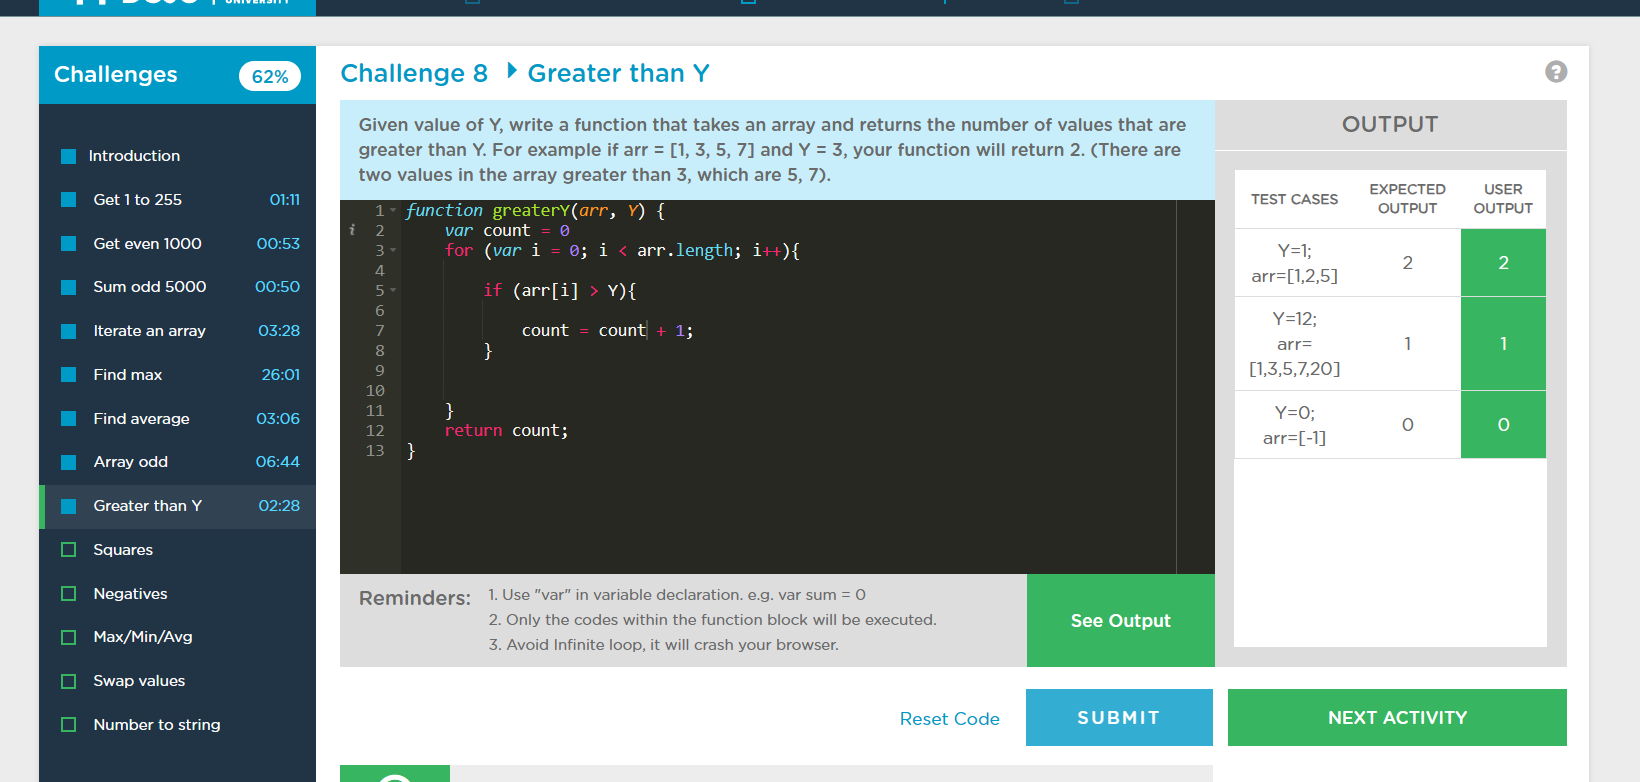 UNIVERSITY
Challenges 62%
Introduction
Get 1 to 255 01:11
Get even 1000 00:53
Sum odd 5000 00:50
Iterate an array 03:28
Find max 26:01
Find average 03:06
Array odd 06:44
Greater than Y 02:28
Squares
Negatives
Max/Min/Avg
Swap values
Number to string
Challenge 8 Greater than Y
?
Given value of Y, write a function that takes an array and returns the number of values that are
greater than Y. For example if arr = [1, 3, 5, 7] and Y = 3, your function will return 2. (There are
two values in the array greater than 3, which are 5, 7).
1 function greaterY(arr, Y) {
i 2 var count = 0
3 for (var i = 0; i < arr.length; i++){
4
5 if (arr[i] > Y){
6
7 count = count + 1;
8 }
9
10
11 }
12 return count;
13 }
Reminders:
1. Use "var" in variable declaration. e.g. var sum = 0
2. Only the codes within the function block will be executed.
3. Avoid Infinite loop, it will crash your browser.
See Output
OUTPUT
TEST CASES
EXPECTED
OUTPUT
USER
OUTPUT
Y=1;
arr=[1,2,5]
2
2
Y=12;
arr=
[1,3,5,7,20]
1
1
Y=0;
arr=[-1]
0
0
Reset Code
SUBMIT
NEXT ACTIVITY